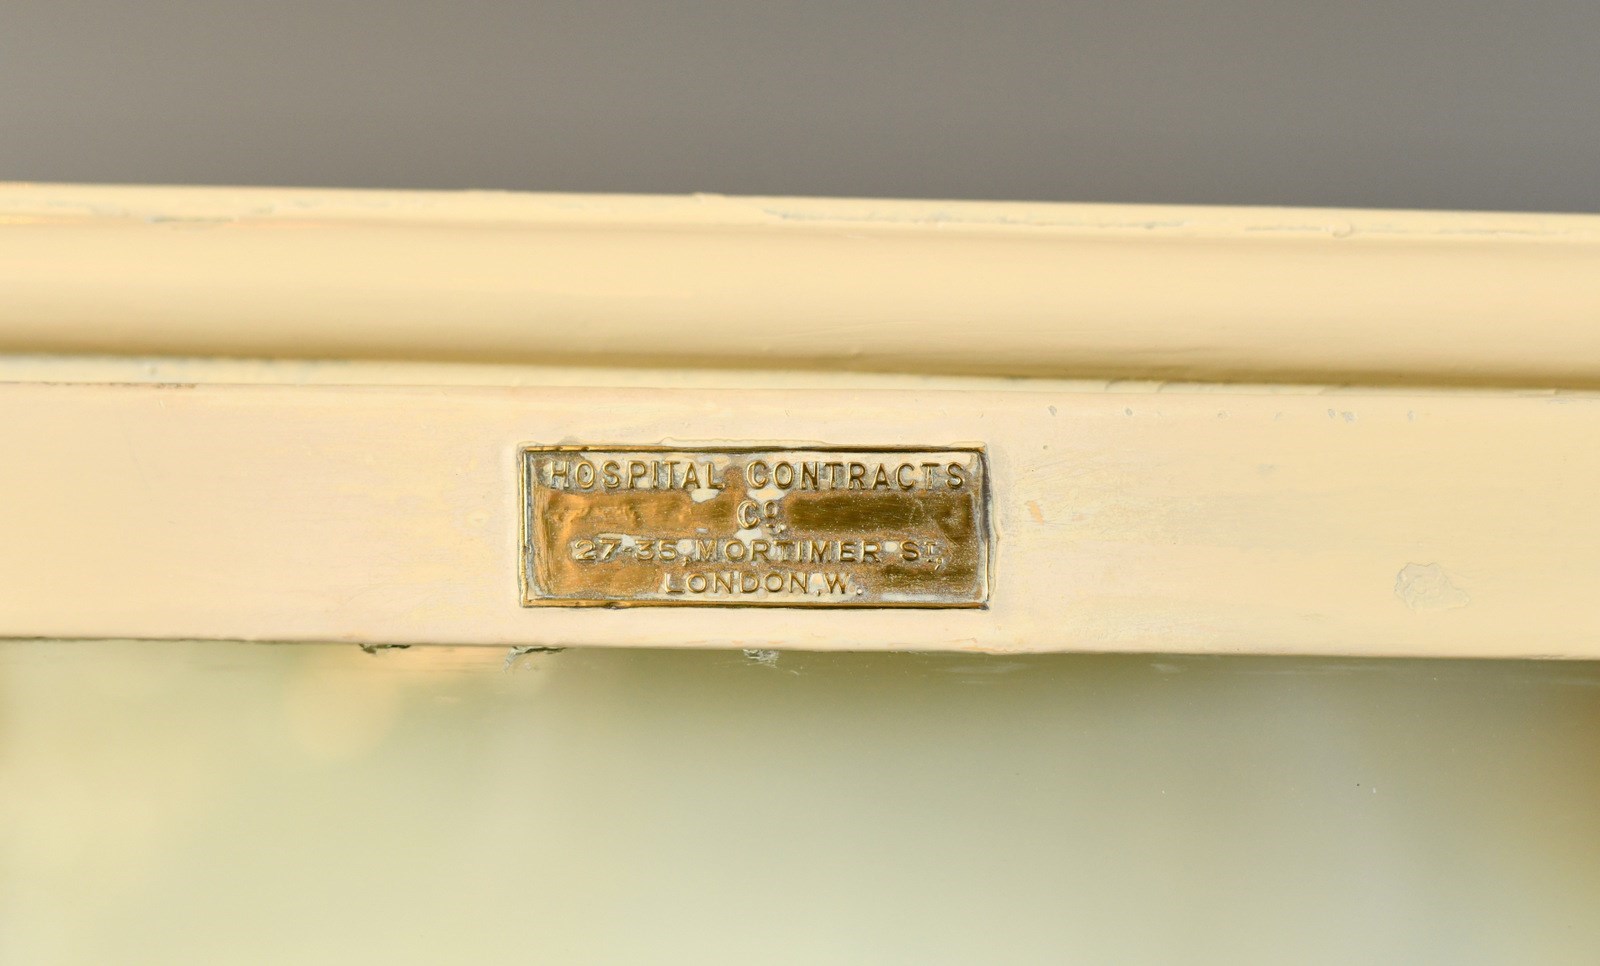 HOSPITAL CONTRACTS
Cº.
27-35, MORTIMER ST,
LONDON, W.